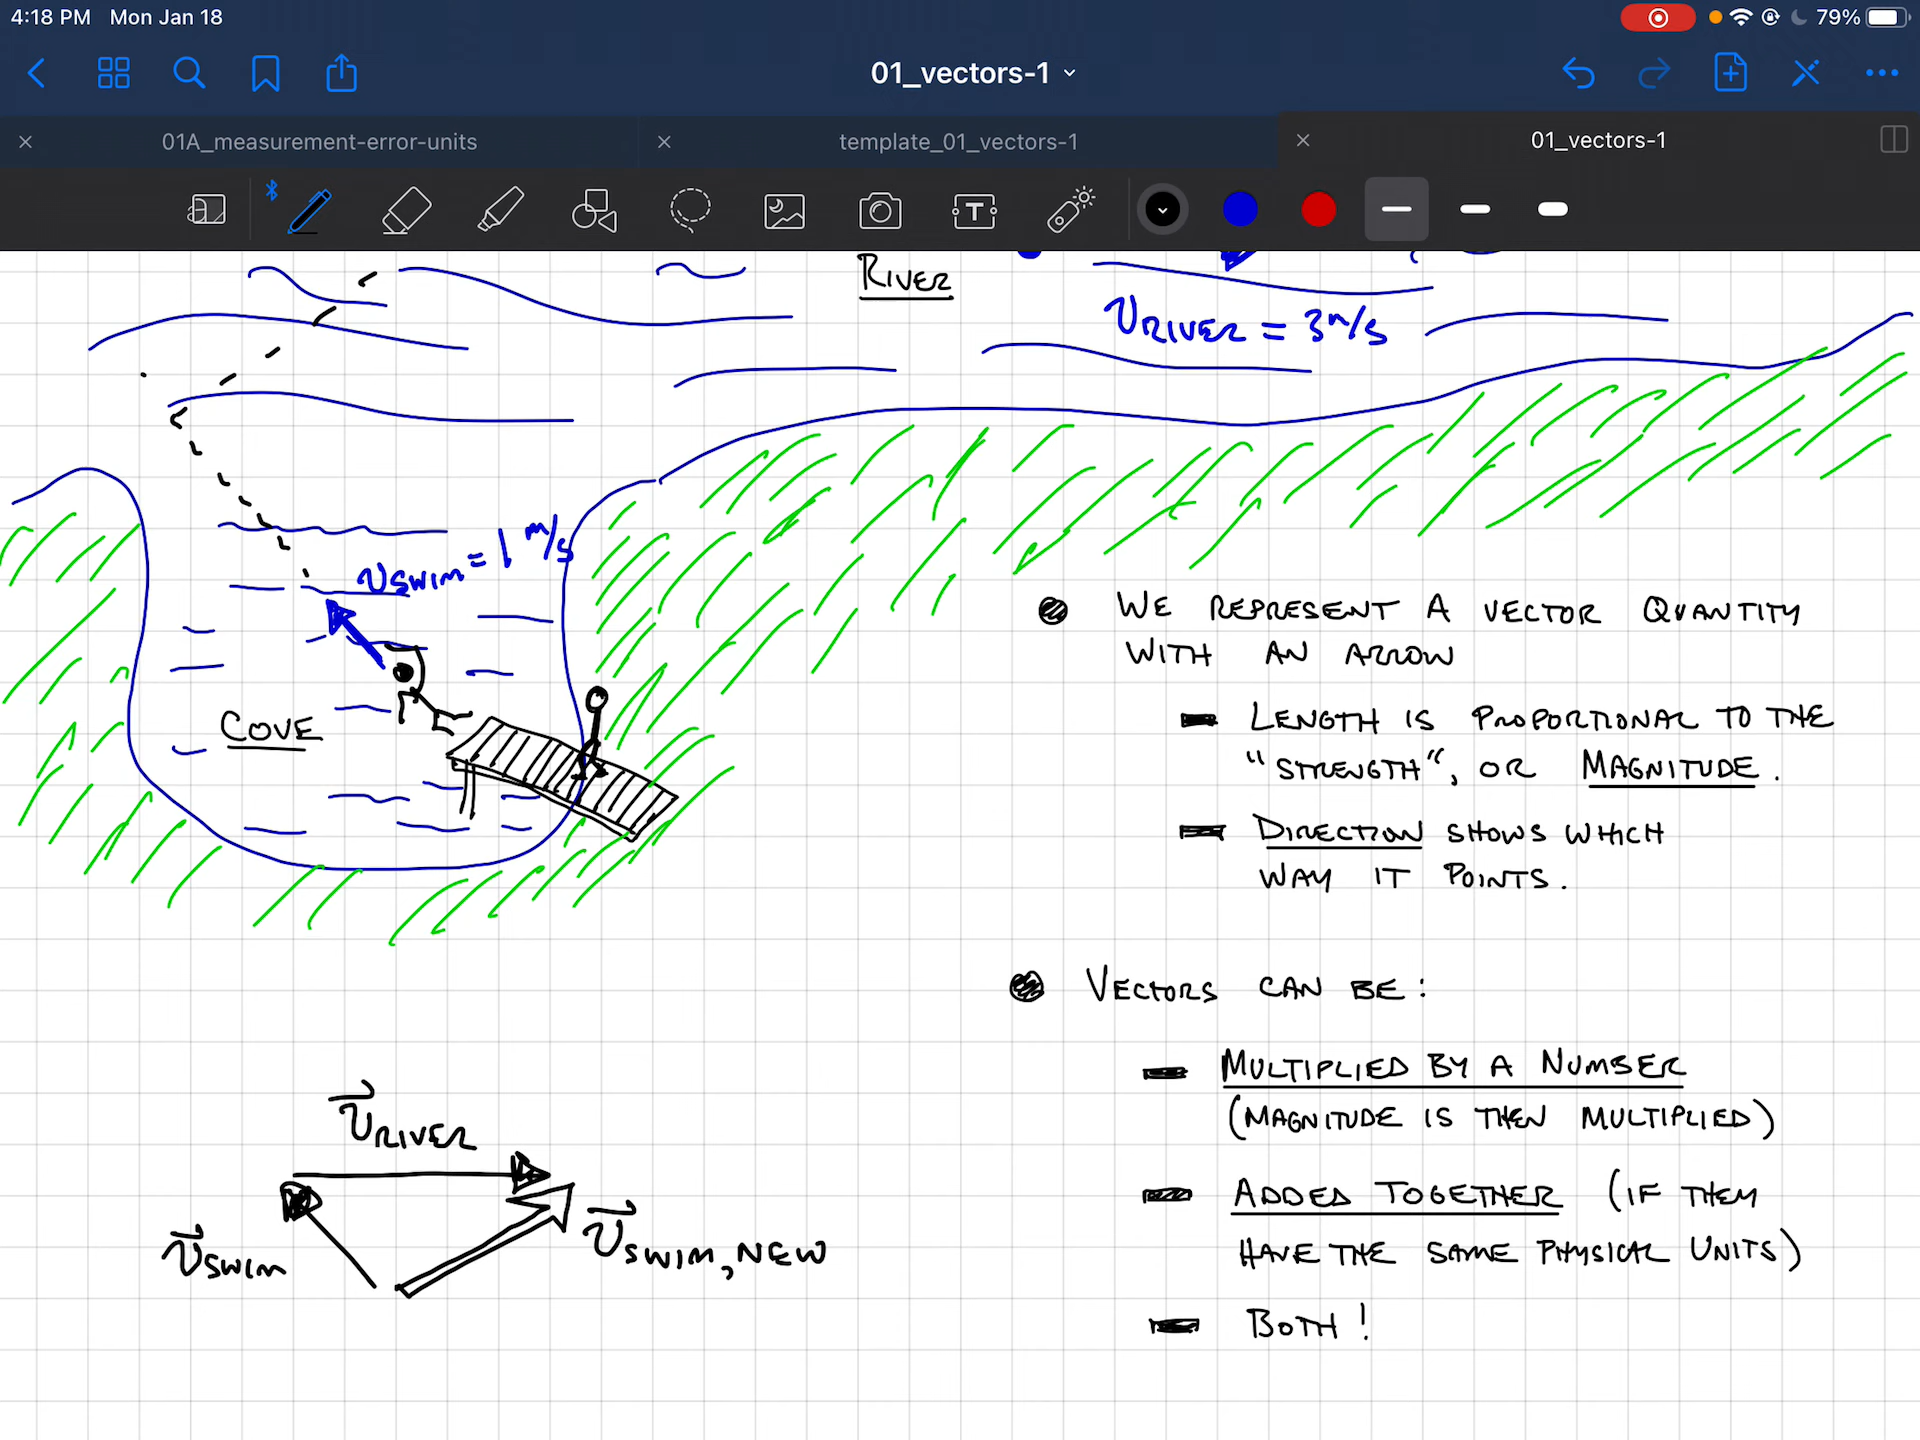 4:18 PM Mon Jan 18
79%
01_vectors-1
01A_measurement-error-units
template_01_vectors-1
01_vectors-1
T
RIVER
VRIVER = 3 m/s
VSWIM = 1 m/s
COVE
WE REPRESENT A VECTOR QUANTITY
WITH AN ARROW
LENGTH IS PROPORTIONAL TO THE
"STRENGTH", OR MAGNITUDE.
DIRECTION SHOWS WHICH
WAY IT POINTS.
VECTORS CAN BE:
MULTIPLIED BY A NUMBER
(MAGNITUDE IS THEN MULTIPLIED)
ADDED TOGETHER (IF THEM
HAVE THE SAME PHYSICAL UNITS)
BOTH!
VRIVER
VSWIM
VSWIM, NEW